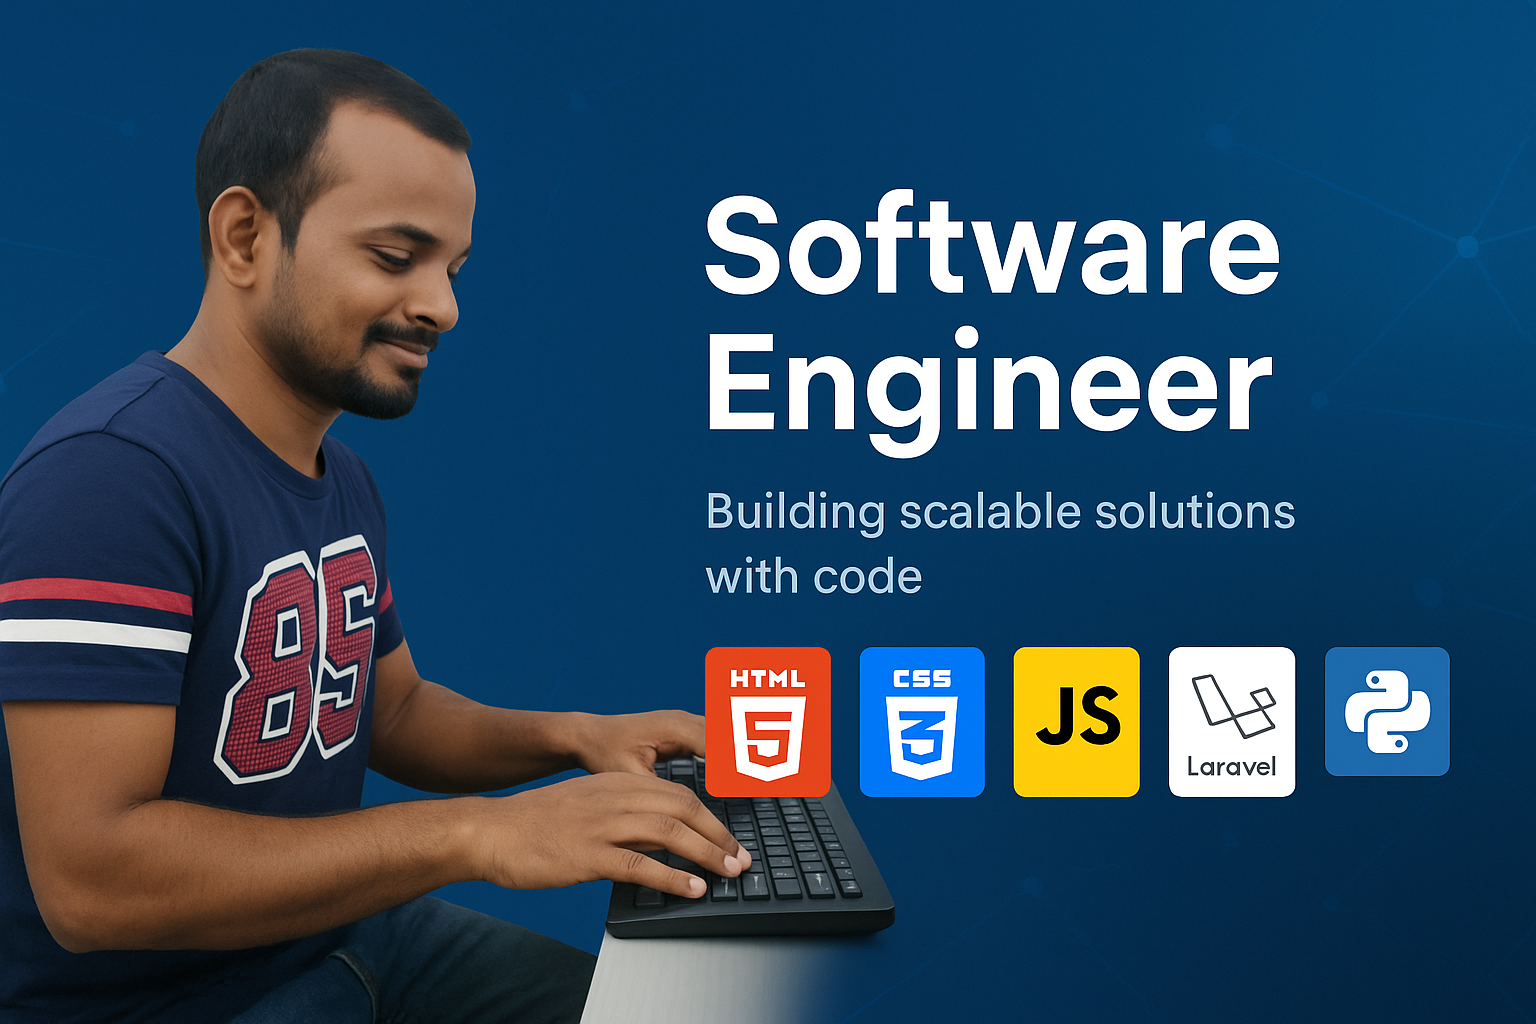 Software
Engineer
Building scalable solutions
with code
HTML
5
CSS
3
JS
Laravel
85